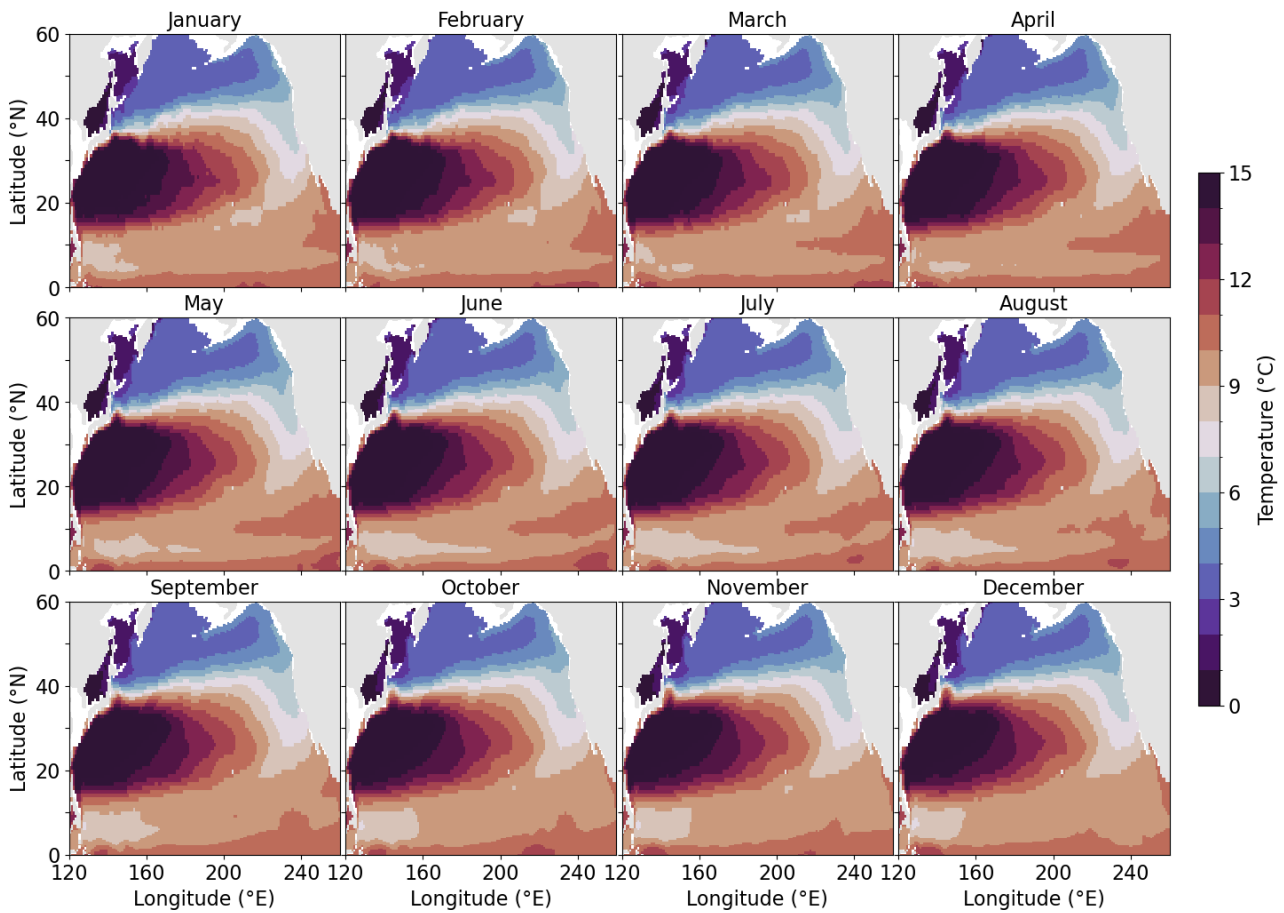 January February March April
60
40
20
0
Latitude (°N)
May June July August
60
40
20
0
Latitude (°N)
September October November December
60
40
20
0
Latitude (°N)
120 160 200 240 120 160 200 240 120 160 200 240 120 160 200 240
Longitude (°E) Longitude (°E) Longitude (°E) Longitude (°E)
15
12
9
6
3
0
Temperature (°C)